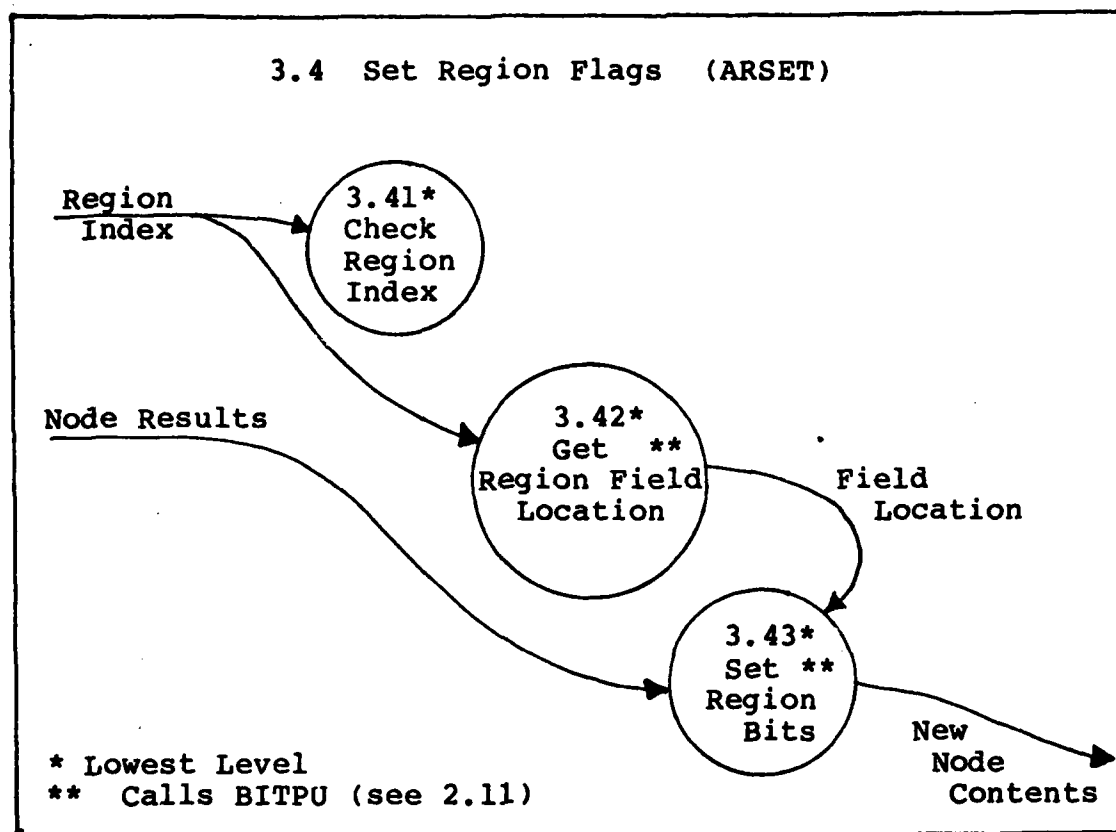 3.4 Set Region Flags (ARSET)
Region
Index
3.41*
Check
Region
Index
Node Results
3.42*
Get **
Region Field
Location
Field
Location
3.43*
Set **
Region
Bits
New
Node
Contents
* Lowest Level
** Calls BITPU (see 2.11)